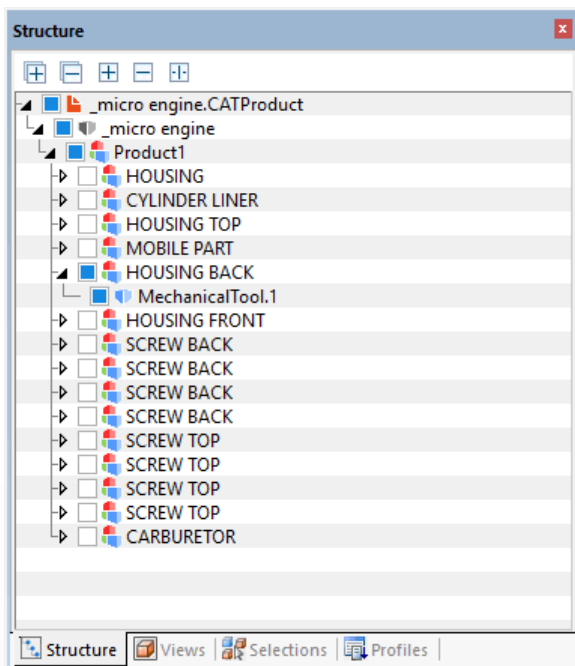 Structure
_micro engine.CATProduct
_micro engine
Product1
HOUSING
CYLINDER LINER
HOUSING TOP
MOBILE PART
HOUSING BACK
MechanicalTool.1
HOUSING FRONT
SCREW BACK
SCREW BACK
SCREW BACK
SCREW BACK
SCREW TOP
SCREW TOP
SCREW TOP
SCREW TOP
CARBURETOR
Structure Views Selections Profiles